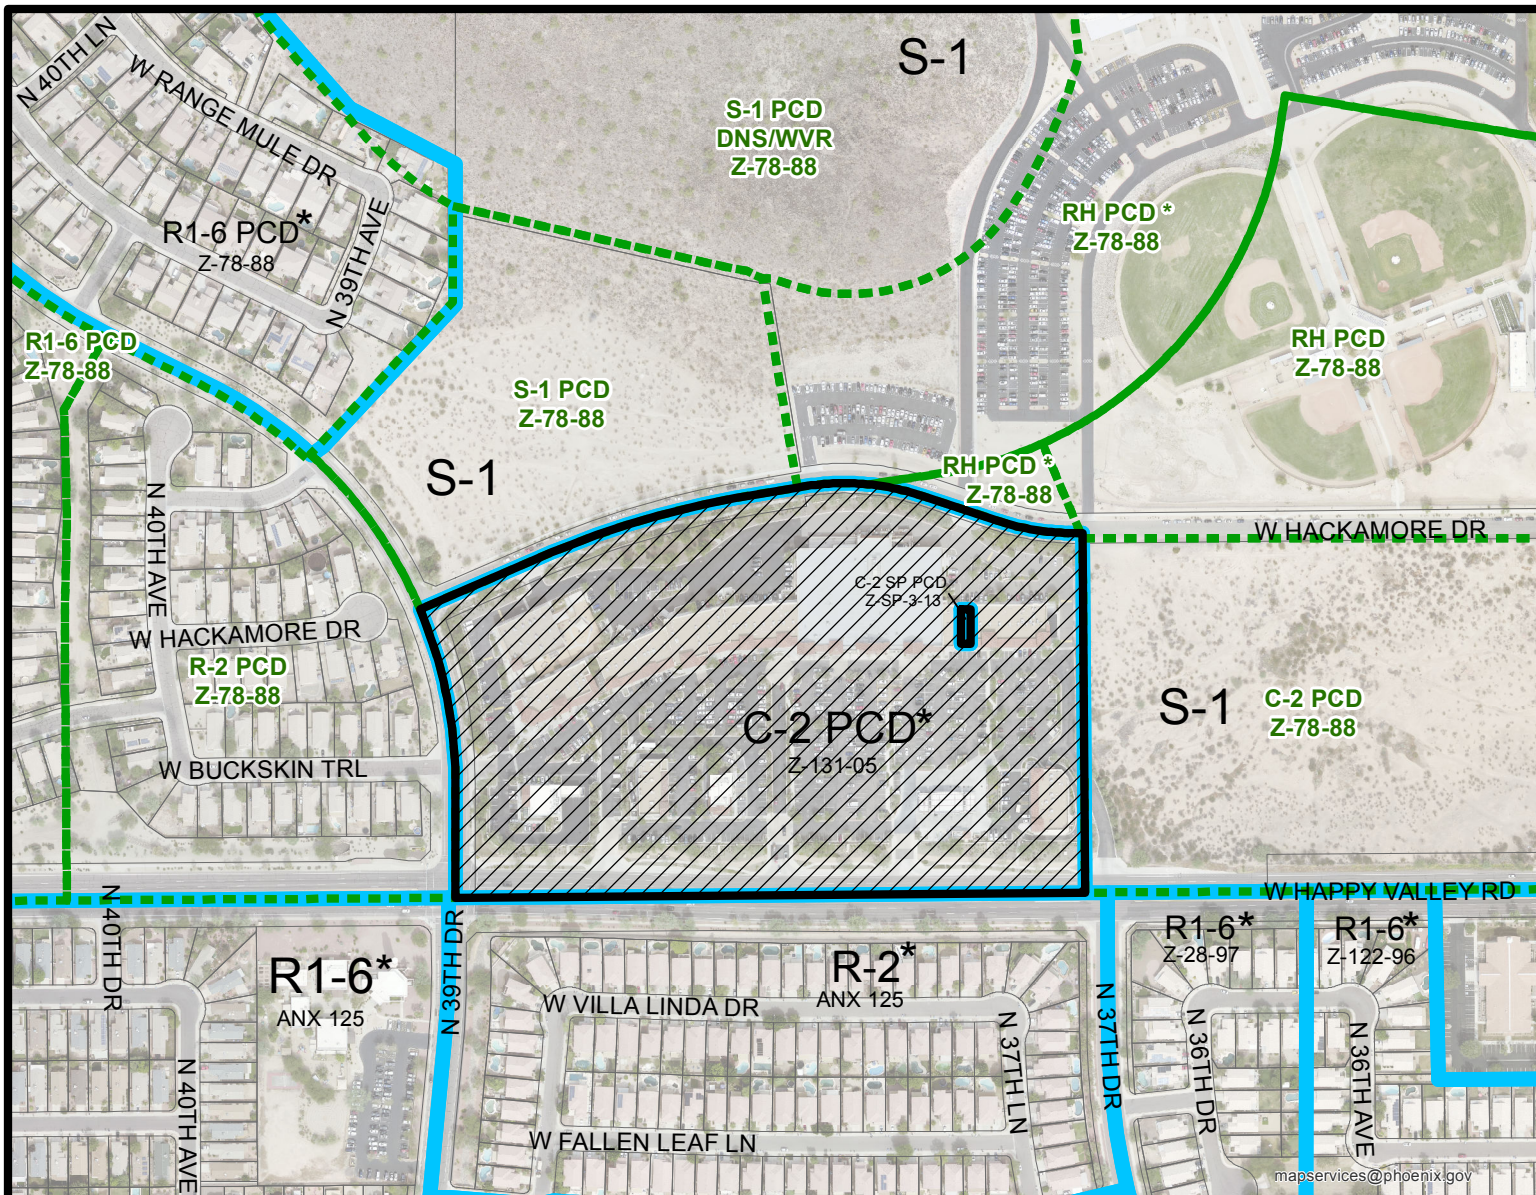 N 40TH LN
W RANGE MULE DR
S-1
S-1 PCD
DNS/WVR
Z-78-88
R1-6 PCD*
Z-78-88
N 39TH AVE
RH PCD *
Z-78-88
R1-6 PCD
Z-78-88
RH PCD
Z-78-88
S-1 PCD
Z-78-88
S-1
RH PCD *
Z-78-88
N 40TH AVE
W HACKAMORE DR
C-2 SP PCD
Z-SP-3-13
W HACKAMORE DR
R-2 PCD
Z-78-88
S-1
C-2 PCD
Z-78-88
C-2 PCD*
Z-131-05
W BUCKSKIN TRL
W HAPPY VALLEY RD
N 40TH DR
N 39TH DR
R1-6*
ANX 125
R-2*
ANX 125
R1-6*
Z-28-97
R1-6*
Z-122-96
W VILLA LINDA DR
N 37TH LN
N 37TH DR
N 36TH DR
N 36TH AVE
N 40TH AVE
W FALLEN LEAF LN
mapservices@phoenix.gov